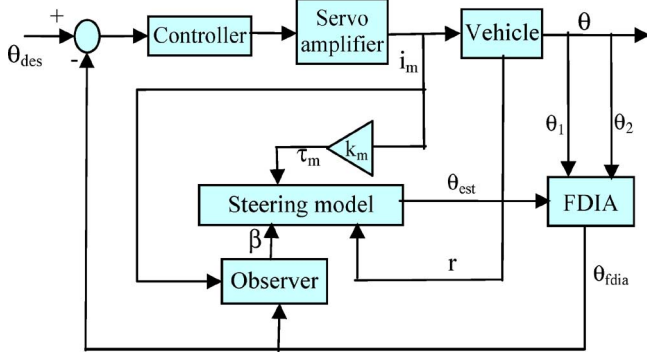 +
θdes
-
Controller
Servo
amplifier
im
Vehicle
θ
θ1
θ2
τm
km
Steering model
θest
FDIA
β
r
Observer
θfdia